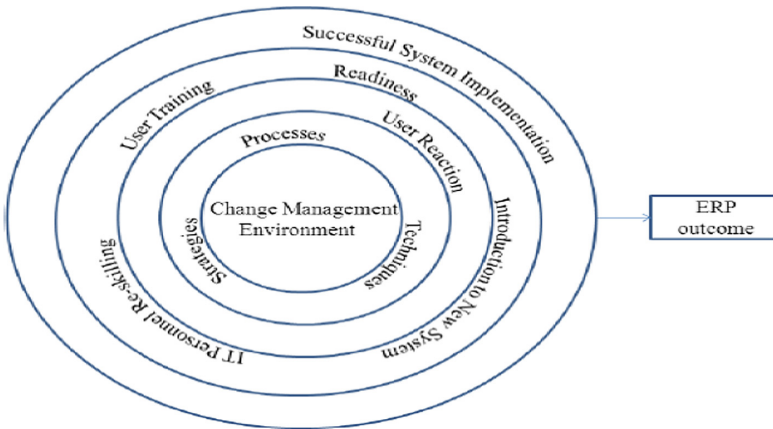 Successful System Implementation
Readiness
User Training
User Reaction
Processes
Change Management
Environment
Strategies
Techniques
Introduction to New System
IT Personnel Re-skilling
ERP
outcome